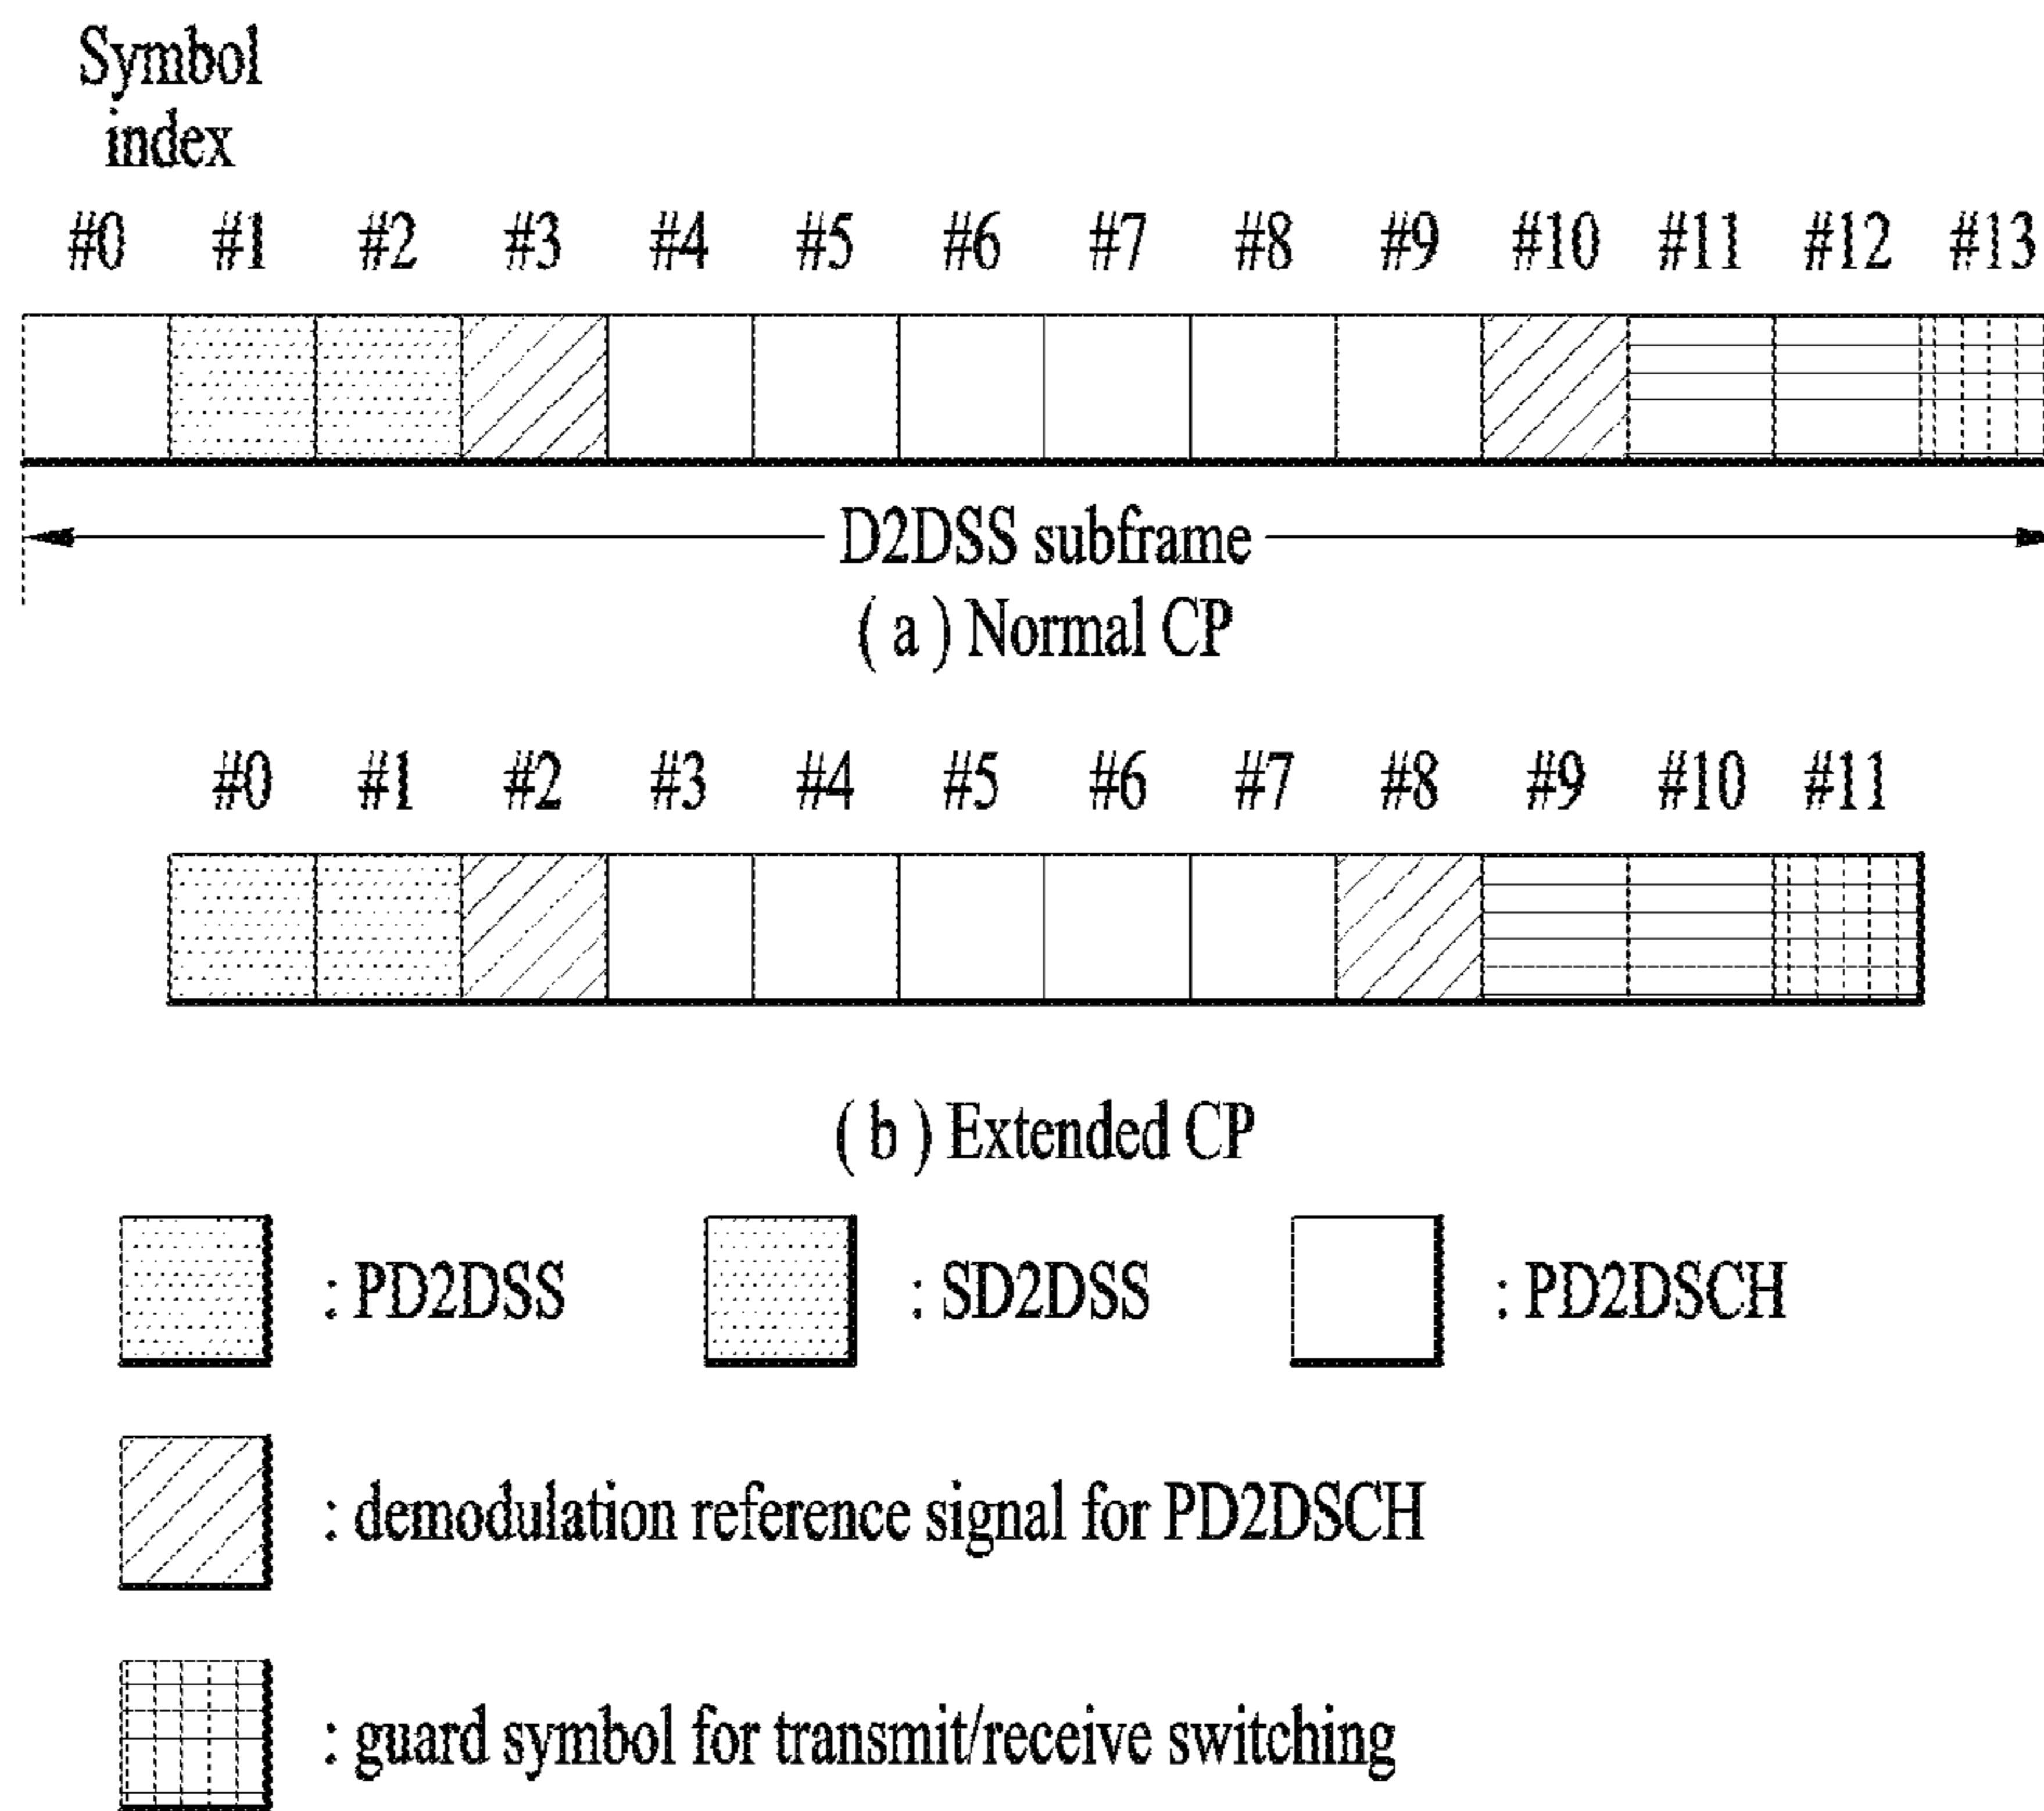 Symbol
index
#0 #1 #2 #3 #4 #5 #6 #7 #8 #9 #10 #11 #12 #13
D2DSS subframe
( a ) Normal CP
#0 #1 #2 #3 #4 #5 #6 #7 #8 #9 #10 #11
( b ) Extended CP
: PD2DSS : SD2DSS : PD2DSCH
: demodulation reference signal for PD2DSCH
: guard symbol for transmit/receive switching